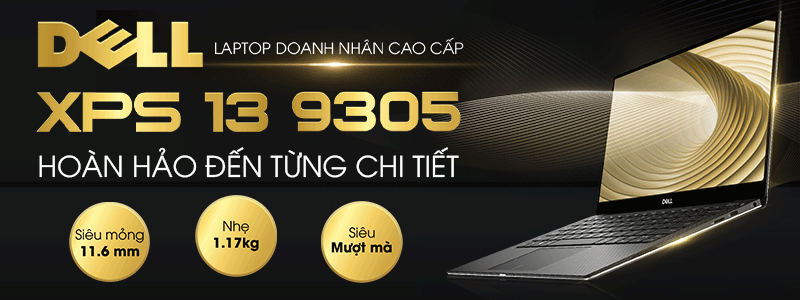 DELL LAPTOP DOANH NHÂN CAO CẤP
XPS 13 9305
HOÀN HẢO ĐẾN TỪNG CHI TIẾT
Siêu mỏng
11.6 mm
Nhẹ
1.17kg
Siêu
Mượt mà
DELL